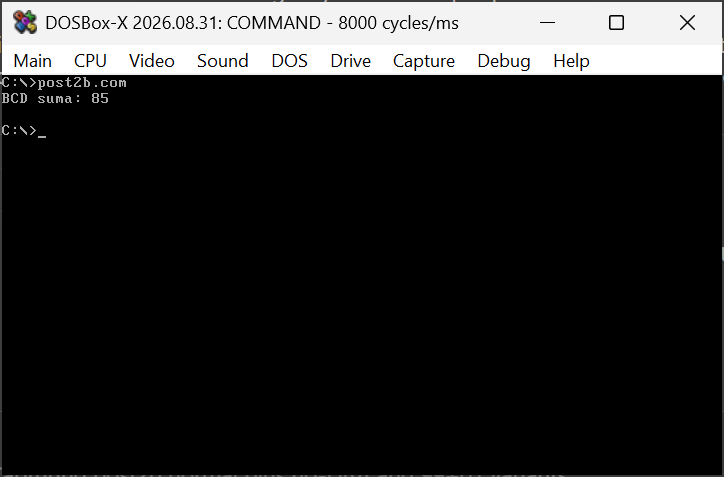 DOSBox-X 2026.08.31: COMMAND - 8000 cycles/ms
Main CPU Video Sound DOS Drive Capture Debug Help
C:\>post2b.com
BCD suma: 85
C:\>_